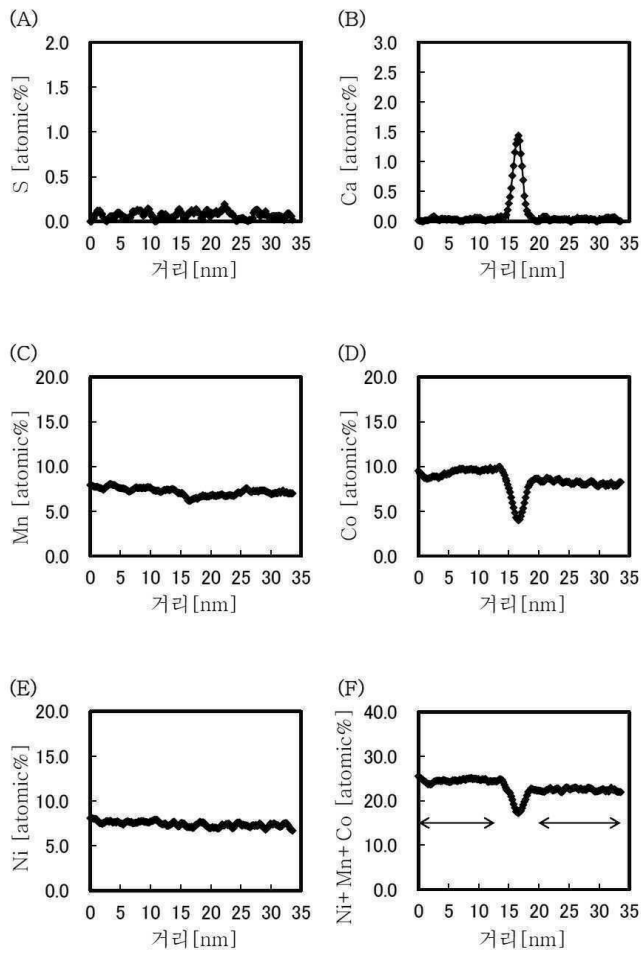 (A)
S [atomic%]
2.0
1.5
1.0
0.5
0.0
0 5 10 15 20 25 30 35
거리[nm]
(B)
Ca [atomic%]
3.0
2.5
2.0
1.5
1.0
0.5
0.0
0 5 10 15 20 25 30 35
거리[nm]
(C)
Mn [atomic%]
20.0
15.0
10.0
5.0
0.0
0 5 10 15 20 25 30 35
거리[nm]
(D)
Co [atomic%]
20.0
15.0
10.0
5.0
0.0
0 5 10 15 20 25 30 35
거리[nm]
(E)
Ni [atomic%]
20.0
15.0
10.0
5.0
0.0
0 5 10 15 20 25 30 35
거리[nm]
(F)
Ni+Mn+Co [atomic%]
40.0
30.0
20.0
10.0
0.0
0 5 10 15 20 25 30 35
거리[nm]